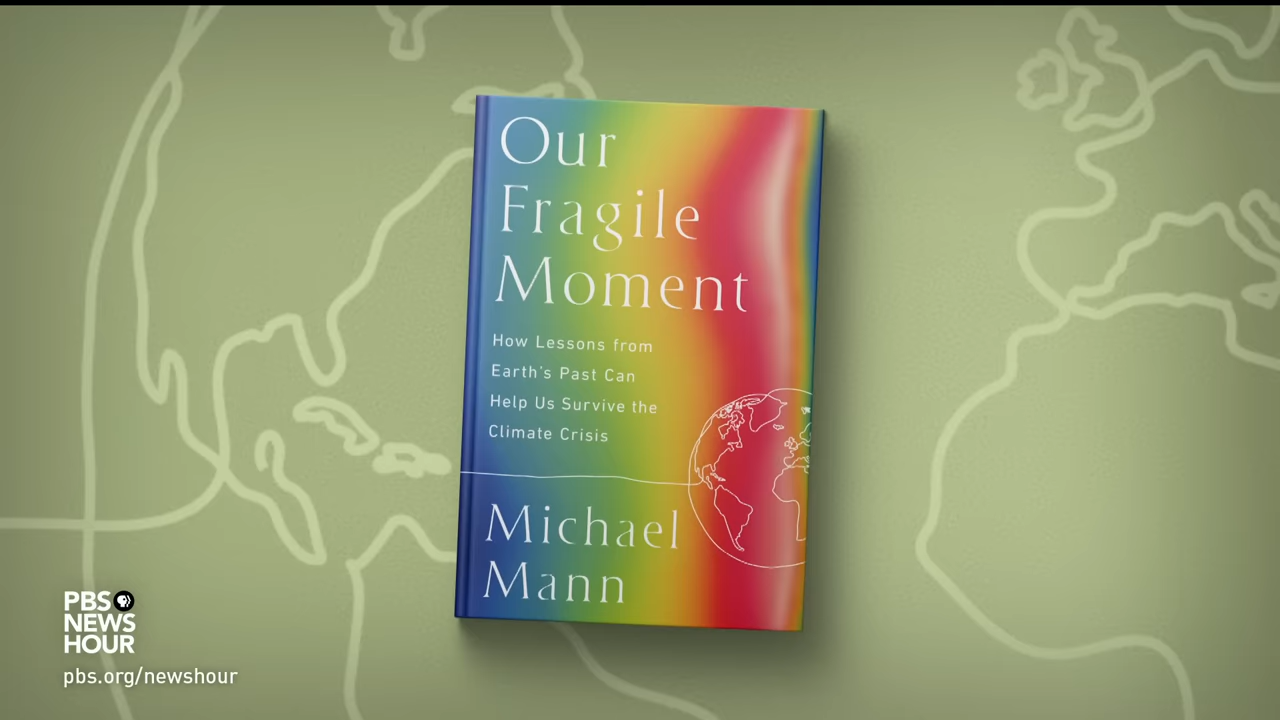 Our
Fragile
Moment
How Lessons from
Earth's Past Can
Help Us Survive the
Climate Crisis
Michael
Mann
PBS
NEWS
HOUR
pbs.org/newshour